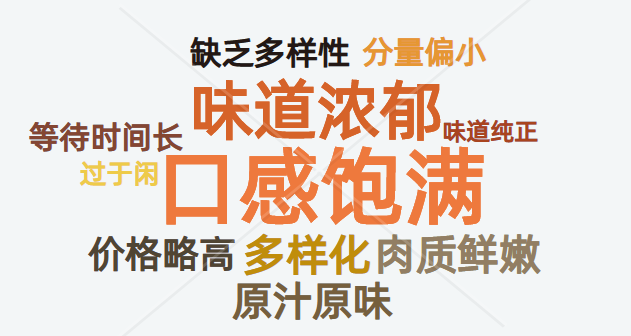 缺乏多样性 分量偏小
味道浓郁
等待时间长 味道纯正
过于闲
口感饱满
价格略高 多样化 肉质鲜嫩
原汁原味